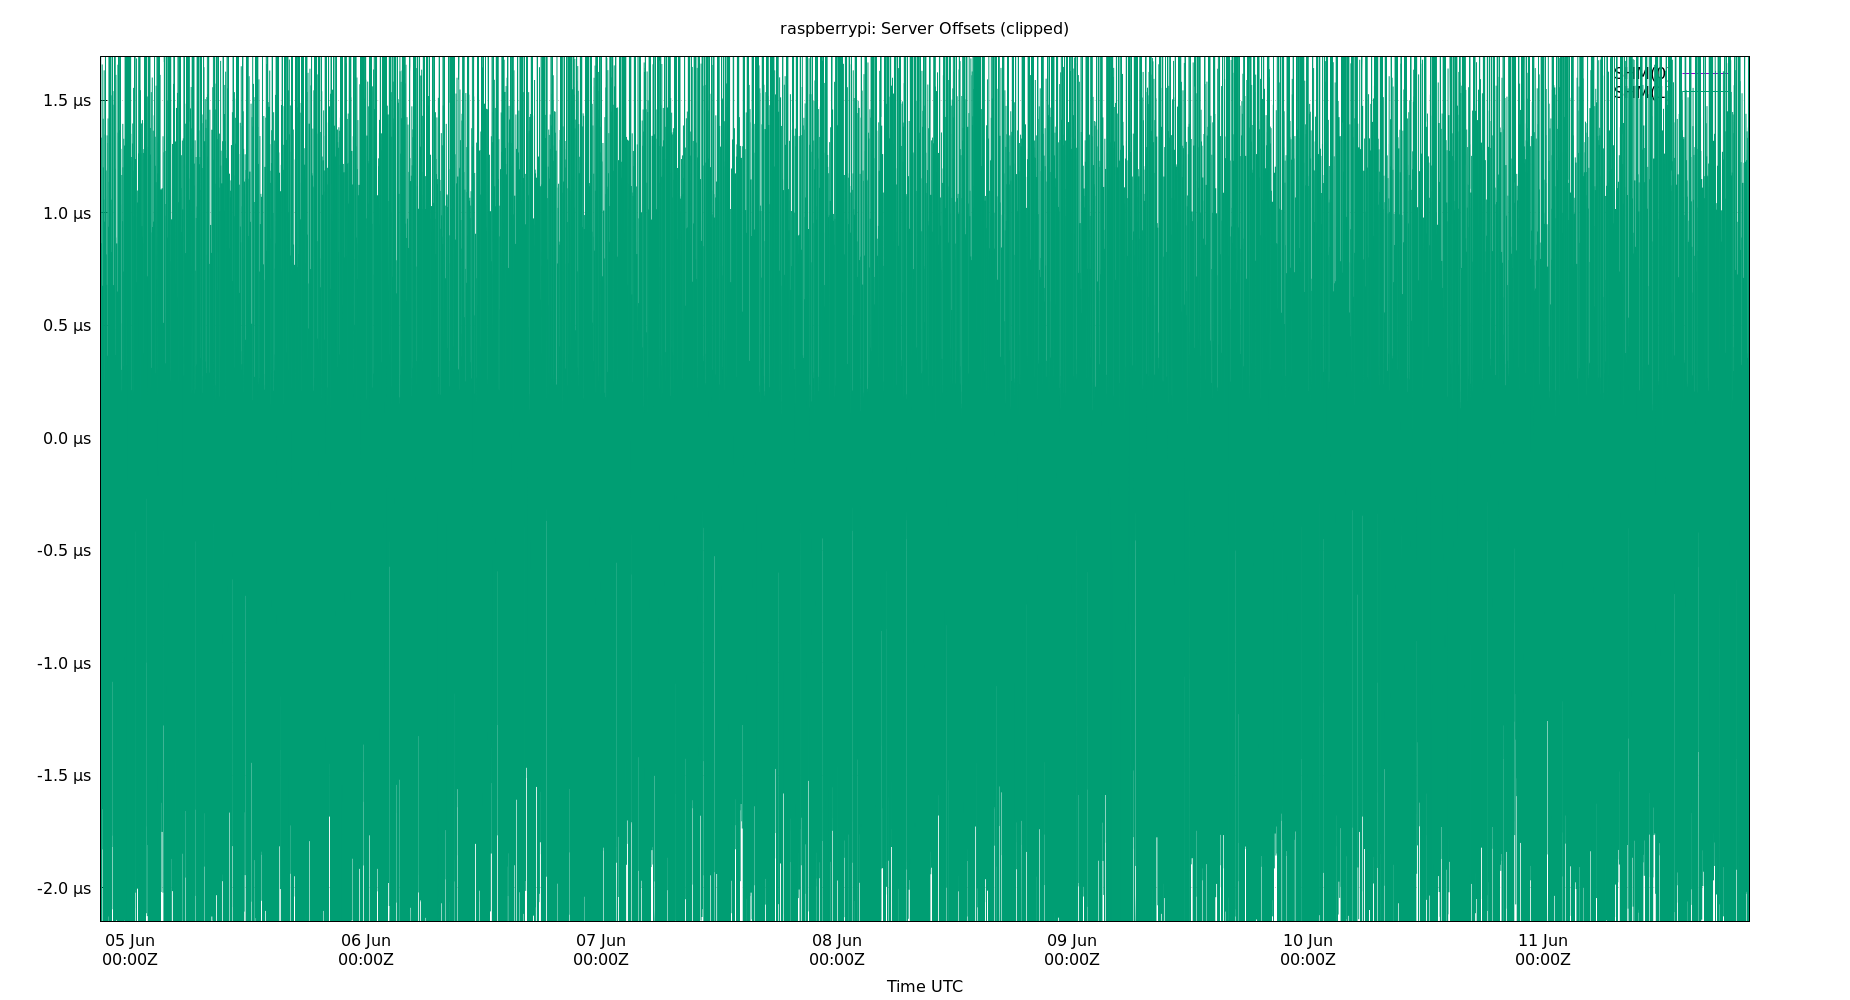 raspberrypi: Server Offsets (clipped)
1.5 µs
1.0 µs
0.5 µs
0.0 µs
-0.5 µs
-1.0 µs
-1.5 µs
-2.0 µs
05 Jun 06 Jun 07 Jun 08 Jun 09 Jun 10 Jun 11 Jun
00:00Z 00:00Z 00:00Z 00:00Z 00:00Z 00:00Z 00:00Z
Time UTC